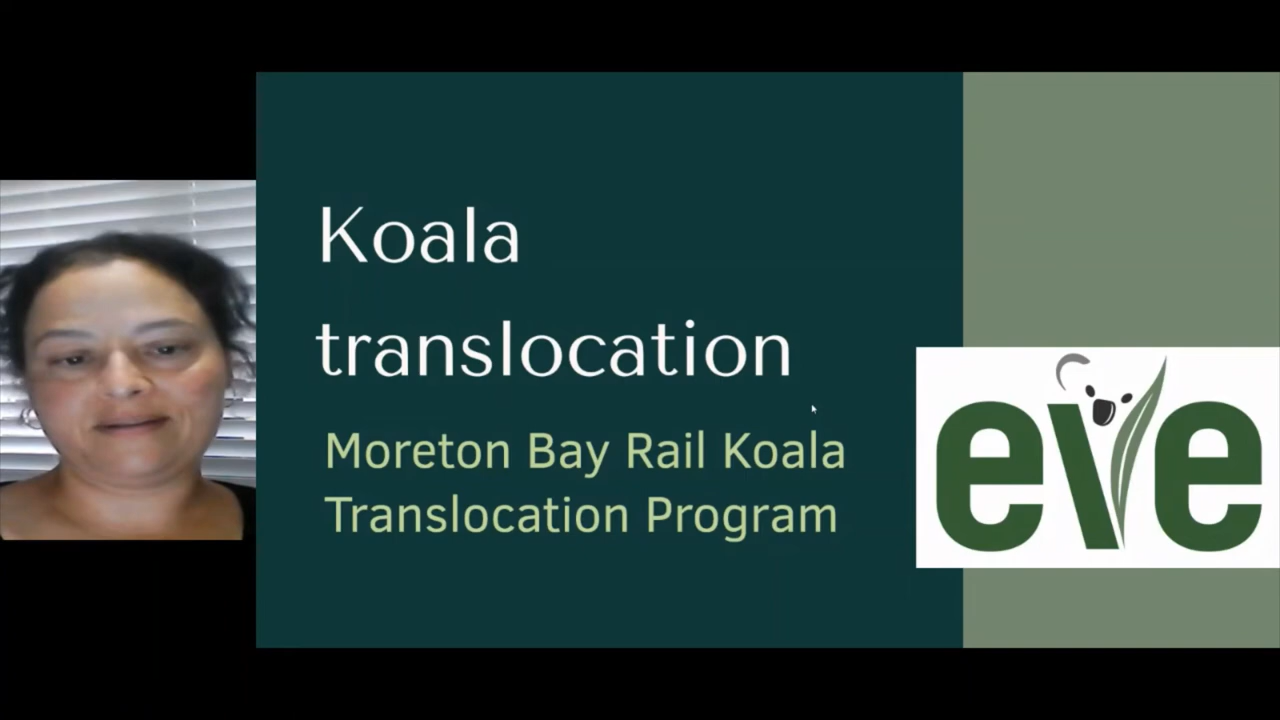 Koala
translocation
Moreton Bay Rail Koala
Translocation Program
eve